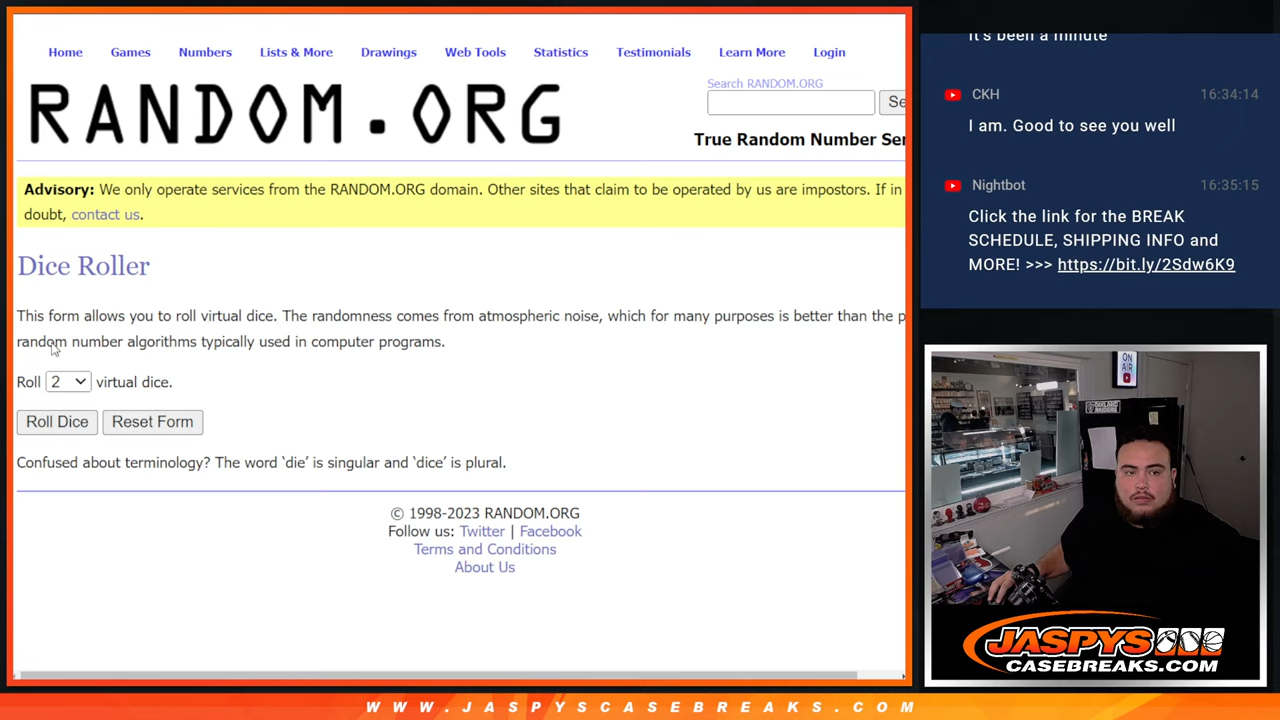 Home Games Numbers Lists & More Drawings Web Tools Statistics Testimonials Learn More Login
RANDOM.ORG
Search RANDOM.ORG
Se
True Random Number Ser
Advisory: We only operate services from the RANDOM.ORG domain. Other sites that claim to be operated by us are impostors. If in
doubt, contact us.
Dice Roller
This form allows you to roll virtual dice. The randomness comes from atmospheric noise, which for many purposes is better than the p
random number algorithms typically used in computer programs.
Roll 2 virtual dice.
Roll Dice Reset Form
Confused about terminology? The word ‘die’ is singular and ‘dice’ is plural.
© 1998-2023 RANDOM.ORG
Follow us: Twitter | Facebook
Terms and Conditions
About Us
It's been a minute
CKH 16:34:14
I am. Good to see you well
Nightbot 16:35:15
Click the link for the BREAK
SCHEDULE, SHIPPING INFO and
MORE! >>> https://bit.ly/2Sdw6K9
ON
AIR
OAKLAND
RAIDERS
JASPYS
CASEBREAKS.COM
WWW.JASPYSCASEBREAKS.COM